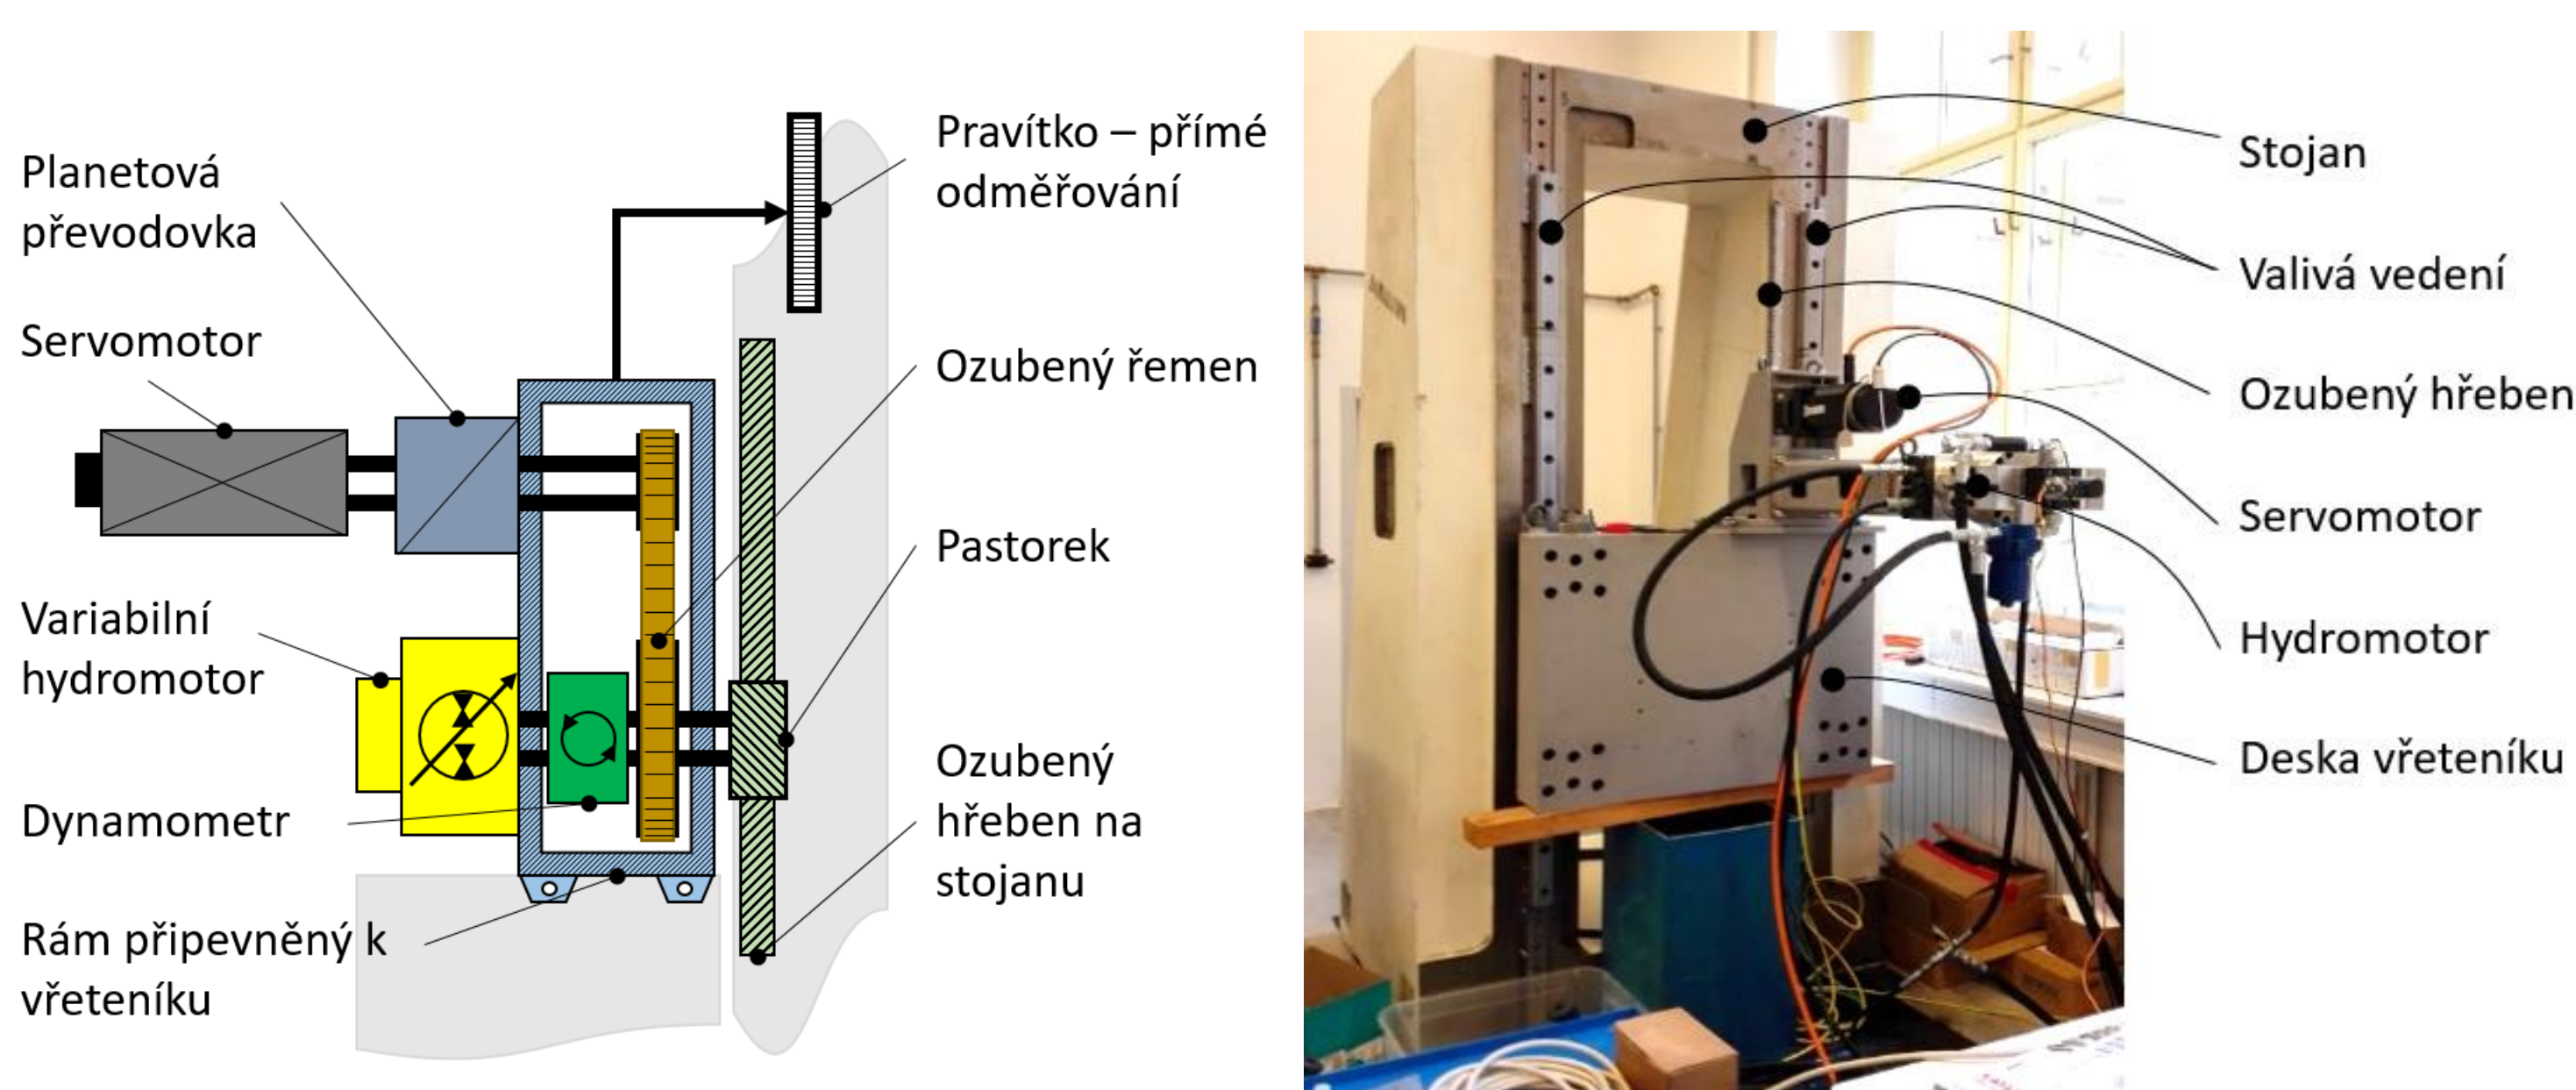 Planetová
převodovka
Servomotor
Variabilní
hydromotor
Dynamometr
Rám připevněný k
vřeteníku
Pravítko – přímé
odměřování
Ozubený řemen
Pastorek
Ozubený
hřeben na
stojanu
Stojan
Valivá vedení
Ozubený hřeben
Servomotor
Hydromotor
Deska vřeteníku